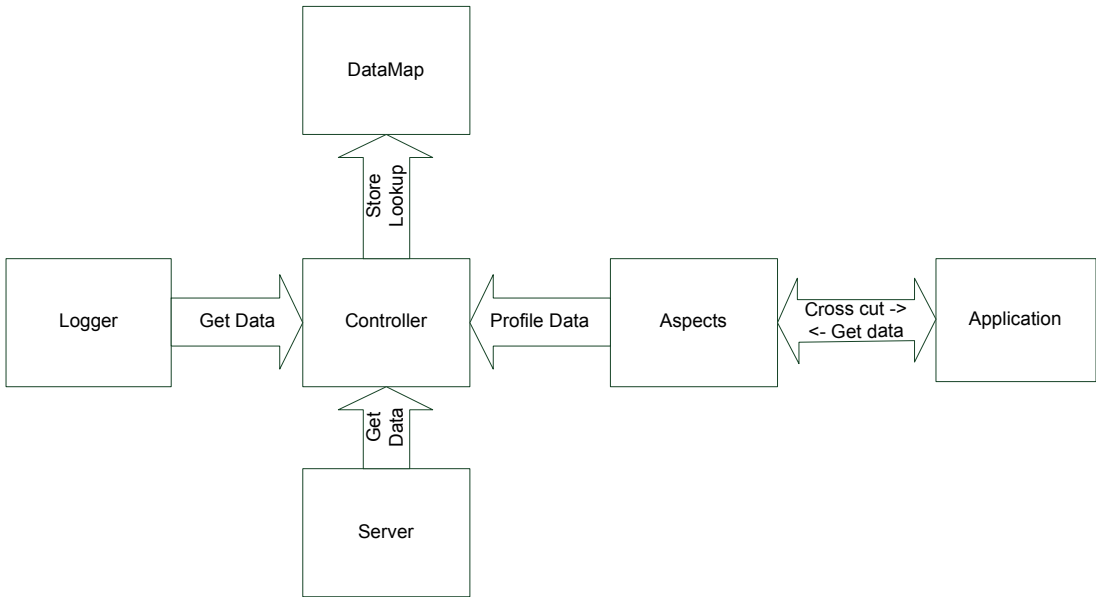 DataMap
Store
Lookup
Logger
Get Data
Controller
Profile Data
Aspects
Cross cut ->
<- Get data
Application
Get
Data
Server